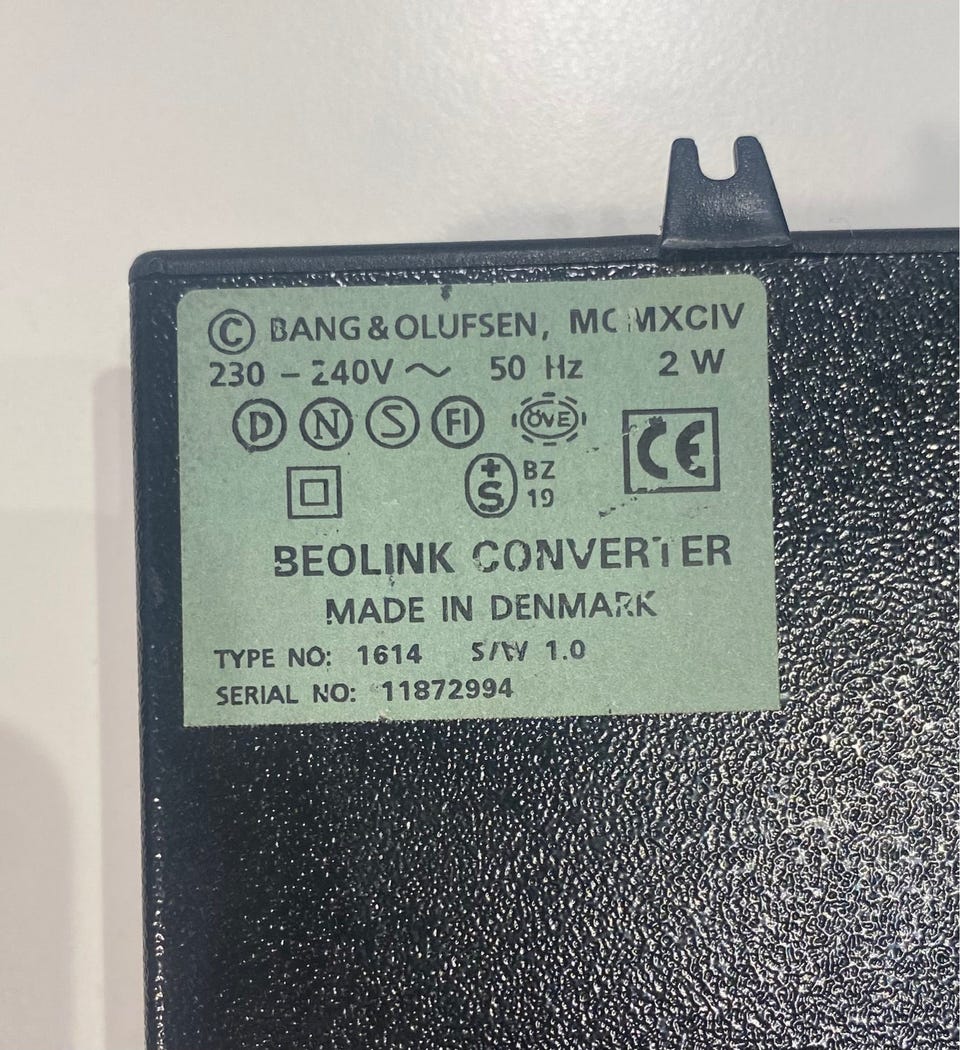 © BANG & OLUFSEN, MCMXCIV
230 – 240V ~ 50 Hz 2 W
D N S FI ÖVE
+S BZ 19 CE
BEOLINK CONVERTER
MADE IN DENMARK
TYPE NO: 1614 S/W 1.0
SERIAL NO: 11872994